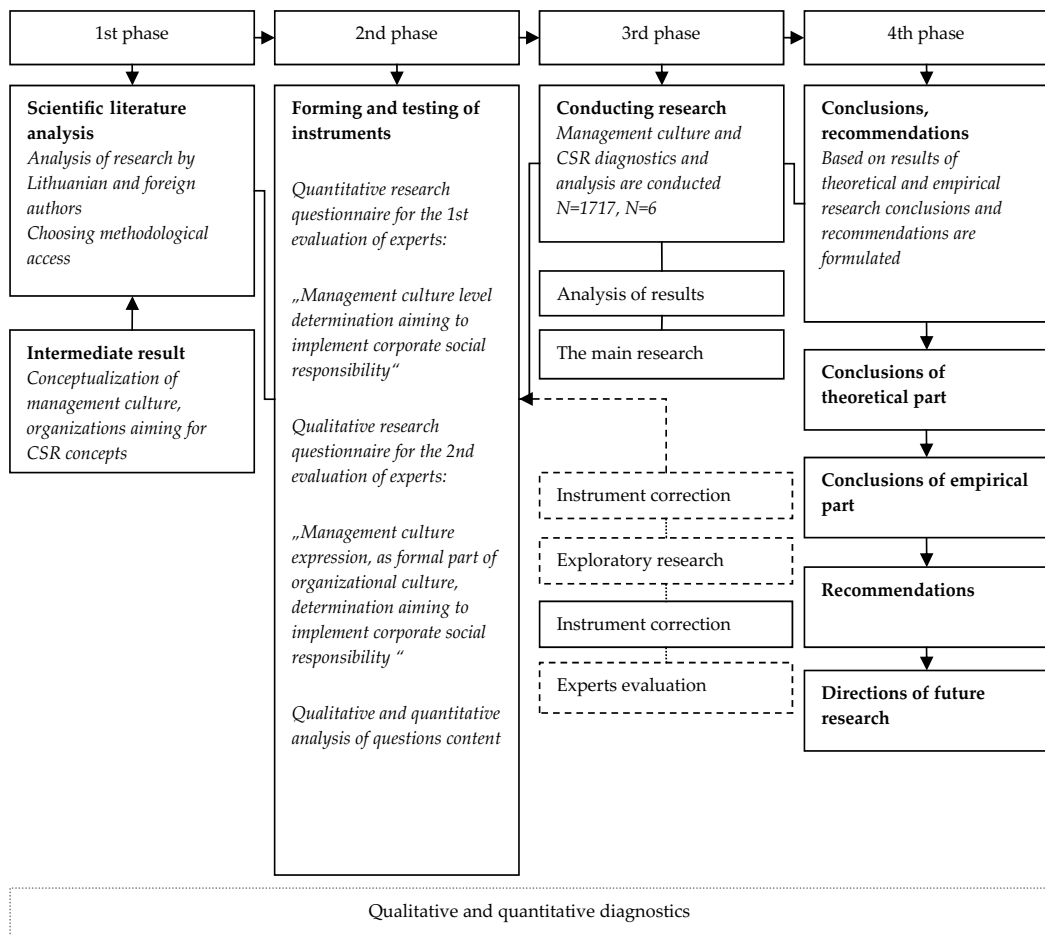 1st phase
2nd phase
3rd phase
4th phase
Scientific literature
analysis
Analysis of research by
Lithuanian and foreign
authors
Choosing methodological
access
Intermediate result
Conceptualization of
management culture,
organizations aiming for
CSR concepts
Forming and testing of
instruments
Quantitative research
questionnaire for the 1st
evaluation of experts:
„Management culture level
determination aiming to
implement corporate social
responsibility“
Qualitative research
questionnaire for the 2nd
evaluation of experts:
„Management culture
expression, as formal part of
organizational culture,
determination aiming to
implement corporate social
responsibility “
Qualitative and quantitative
analysis of questions content
Conducting research
Management culture and
CSR diagnostics and
analysis are conducted
N=1717, N=6
Analysis of results
The main research
Instrument correction
Exploratory research
Instrument correction
Experts evaluation
Conclusions,
recommendations
Based on results of
theoretical and empirical
research conclusions and
recommendations are
formulated
Conclusions of
theoretical part
Conclusions of empirical
part
Recommendations
Directions of future
research
Qualitative and quantitative diagnostics